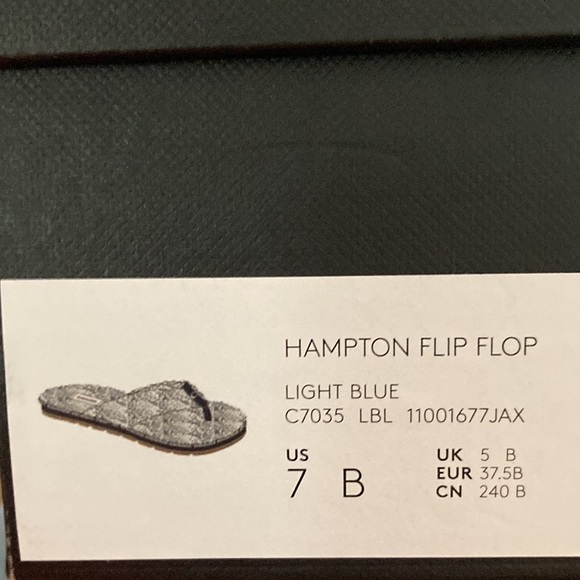 HAMPTON FLIP FLOP
LIGHT BLUE
C7035 LBL 11001677JAX
US
7 B
UK 5 B
EUR 37.5B
CN 240 B